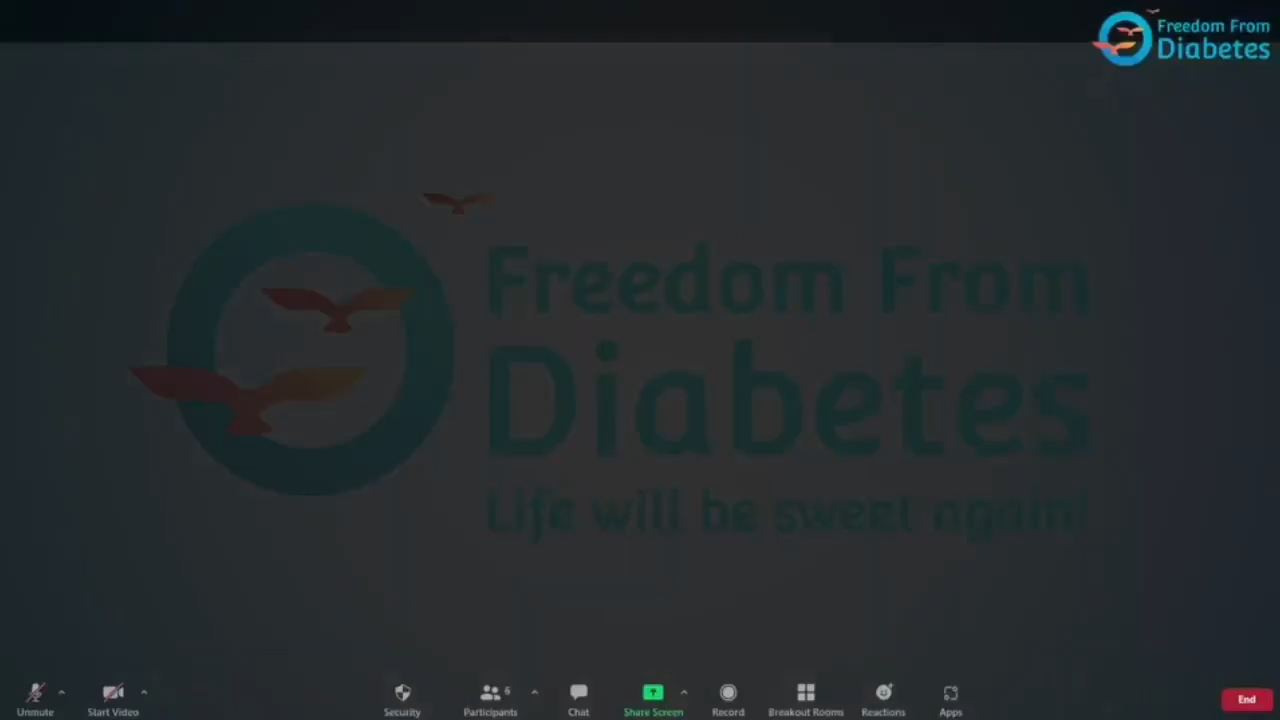 Freedom From
Diabetes
Freedom From
Diabetes
Life will be sweet again!
Unmute
Start Video
Security
Participants
6
Chat
Share Screen
Record
Breakout Rooms
Reactions
Apps
End